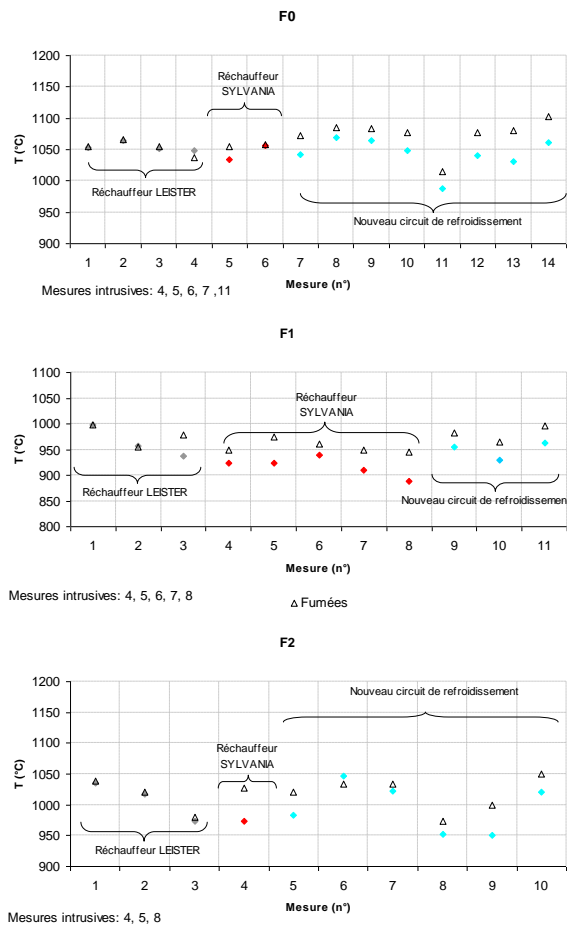 F0
1200
1150
1100
1050
1000
950
900
T (°C)
Réchauffeur
SYLVANIA
Réchauffeur LEISTER
Nouveau circuit de refroidissement
1 2 3 4 5 6 7 8 9 10 11 12 13 14
Mesure (n°)
Mesures intrusives: 4, 5, 6, 7 ,11
F1
1100
1050
1000
950
900
850
800
T (°C)
Réchauffeur
SYLVANIA
Réchauffeur LEISTER
Nouveau circuit de refroidissemen
1 2 3 4 5 6 7 8 9 10 11
Mesure (n°)
Mesures intrusives: 4, 5, 6, 7, 8
Fumées
F2
1200
1150
1100
1050
1000
950
900
T (°C)
Nouveau circuit de refroidissement
Réchauffeur
SYLVANIA
Réchauffeur LEISTER
1 2 3 4 5 6 7 8 9 10
Mesure (n°)
Mesures intrusives: 4, 5, 8